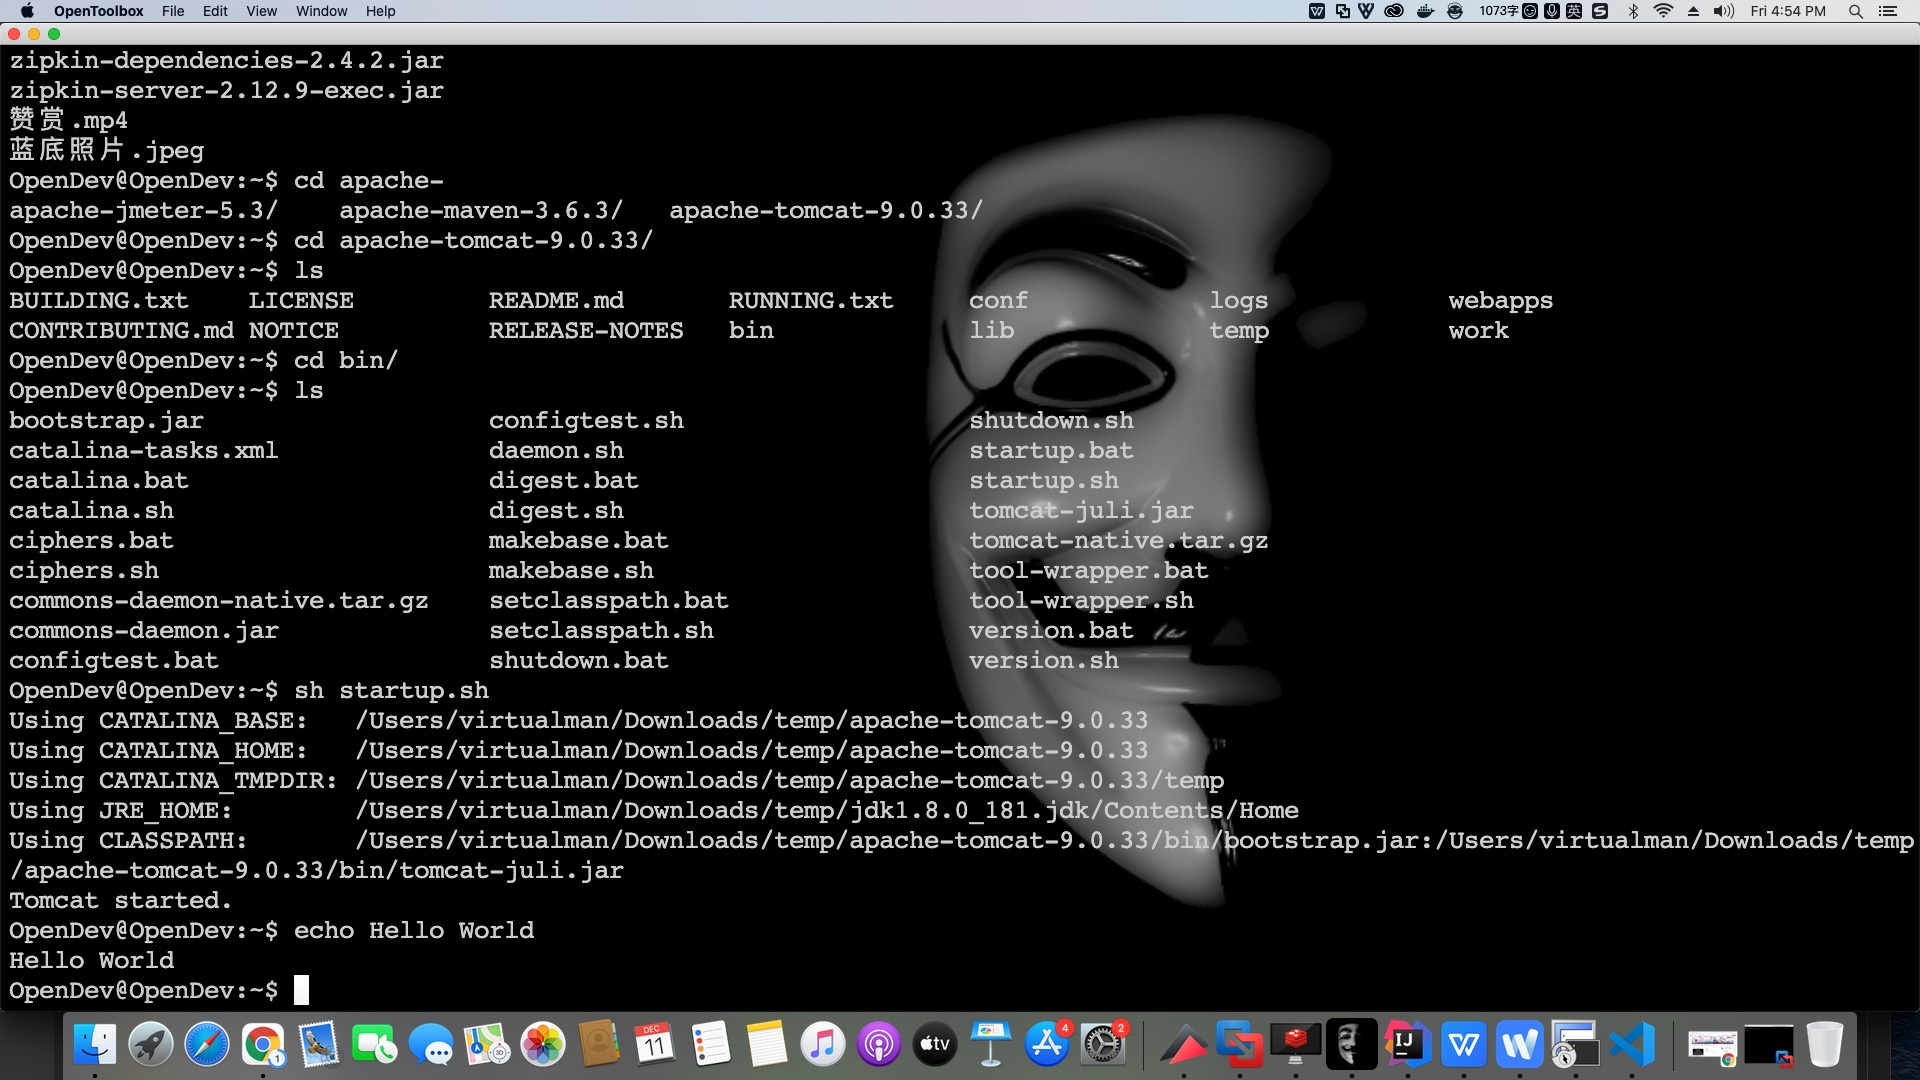 OpenToolbox File Edit View Window Help 1073字 英 Fri 4:54 PM
zipkin-dependencies-2.4.2.jar
zipkin-server-2.12.9-exec.jar
赞赏.mp4
蓝底照片.jpeg
OpenDev@OpenDev:~$ cd apache-
apache-jmeter-5.3/ apache-maven-3.6.3/ apache-tomcat-9.0.33/
OpenDev@OpenDev:~$ cd apache-tomcat-9.0.33/
OpenDev@OpenDev:~$ ls
BUILDING.txt LICENSE README.md RUNNING.txt conf logs webapps
CONTRIBUTING.md NOTICE RELEASE-NOTES bin lib temp work
OpenDev@OpenDev:~$ cd bin/
OpenDev@OpenDev:~$ ls
bootstrap.jar configtest.sh shutdown.sh
catalina-tasks.xml daemon.sh startup.bat
catalina.bat digest.bat startup.sh
catalina.sh digest.sh tomcat-juli.jar
ciphers.bat makebase.bat tomcat-native.tar.gz
ciphers.sh makebase.sh tool-wrapper.bat
commons-daemon-native.tar.gz setclasspath.bat tool-wrapper.sh
commons-daemon.jar setclasspath.sh version.bat
configtest.bat shutdown.bat version.sh
OpenDev@OpenDev:~$ sh startup.sh
Using CATALINA_BASE: /Users/virtualman/Downloads/temp/apache-tomcat-9.0.33
Using CATALINA_HOME: /Users/virtualman/Downloads/temp/apache-tomcat-9.0.33
Using CATALINA_TMPDIR: /Users/virtualman/Downloads/temp/apache-tomcat-9.0.33/temp
Using JRE_HOME: /Users/virtualman/Downloads/temp/jdk1.8.0_181.jdk/Contents/Home
Using CLASSPATH: /Users/virtualman/Downloads/temp/apache-tomcat-9.0.33/bin/bootstrap.jar:/Users/virtualman/Downloads/temp
/apache-tomcat-9.0.33/bin/tomcat-juli.jar
Tomcat started.
OpenDev@OpenDev:~$ echo Hello World
Hello World
OpenDev@OpenDev:~$
1 3D DEC 11 tv 4 2 IJ W W